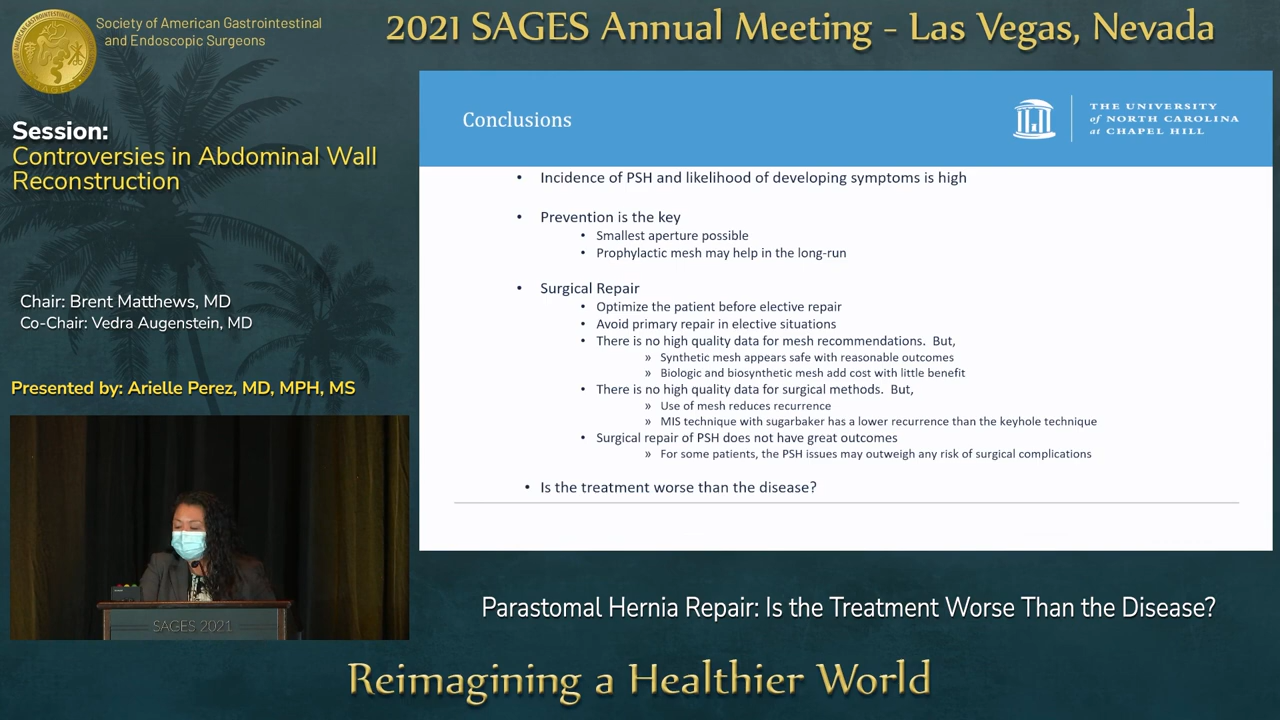 Society of American Gastrointestinal
and Endoscopic Surgeons
2021 SAGES Annual Meeting - Las Vegas, Nevada
SAGES
Session:
Controversies in Abdominal Wall
Reconstruction
Chair: Brent Matthews, MD
Co-Chair: Vedra Augenstein, MD
Presented by: Arielle Perez, MD, MPH, MS
SAGES 2021
Conclusions
THE UNIVERSITY
of NORTH CAROLINA
at CHAPEL HILL
• Incidence of PSH and likelihood of developing symptoms is high
• Prevention is the key
• Smallest aperture possible
• Prophylactic mesh may help in the long-run
• Surgical Repair
• Optimize the patient before elective repair
• Avoid primary repair in elective situations
• There is no high quality data for mesh recommendations. But,
» Synthetic mesh appears safe with reasonable outcomes
» Biologic and biosynthetic mesh add cost with little benefit
• There is no high quality data for surgical methods. But,
» Use of mesh reduces recurrence
» MIS technique with sugarbaker has a lower recurrence than the keyhole technique
• Surgical repair of PSH does not have great outcomes
» For some patients, the PSH issues may outweigh any risk of surgical complications
• Is the treatment worse than the disease?
Parastomal Hernia Repair: Is the Treatment Worse Than the Disease?
Reimagining a Healthier World